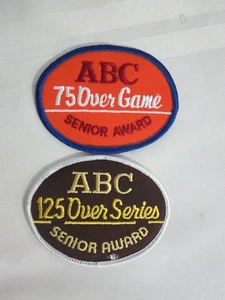 ABC
75 Over Game
SENIOR AWARD
ABC
125 Over Series
SENIOR AWARD